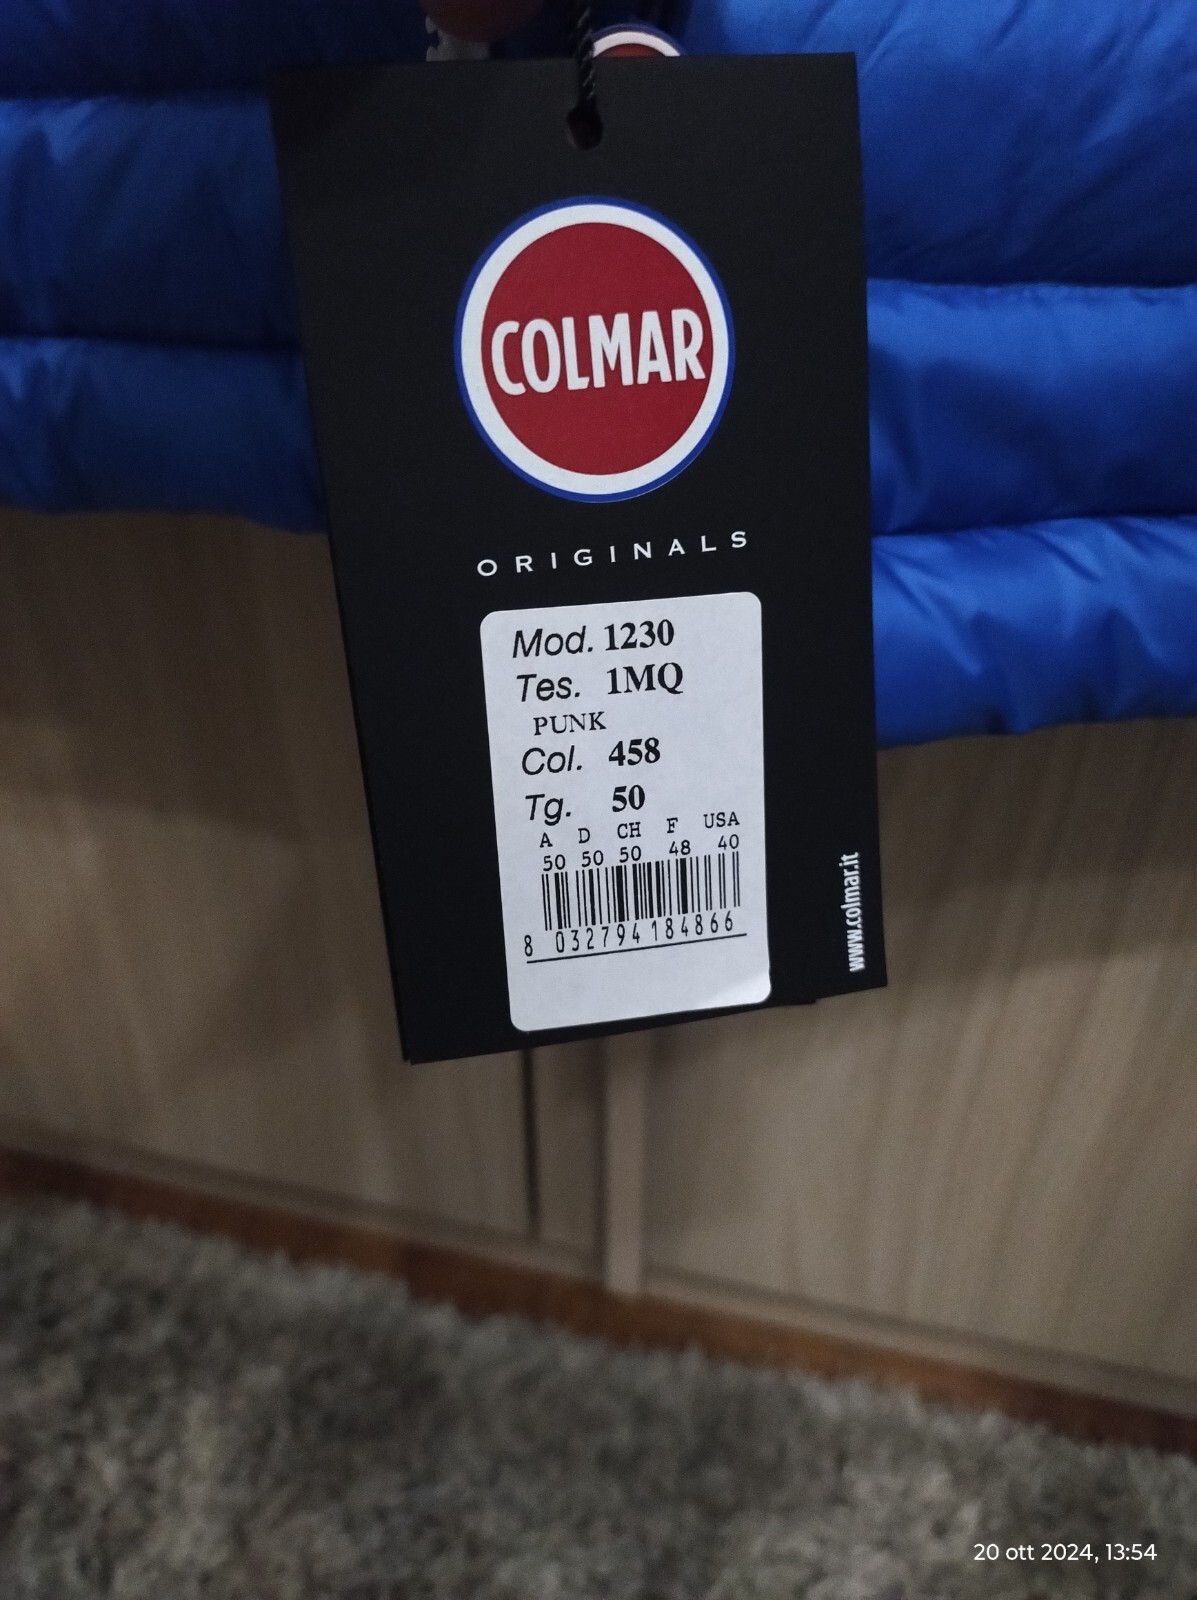 COLMAR
ORIGINALS
Mod. 1230
Tes. 1MQ
PUNK
Col. 458
Tg. 50
A D CH F USA
50 50 50 48 40
8 032794 184866
www.colmar.it
20 ott 2024, 13:54